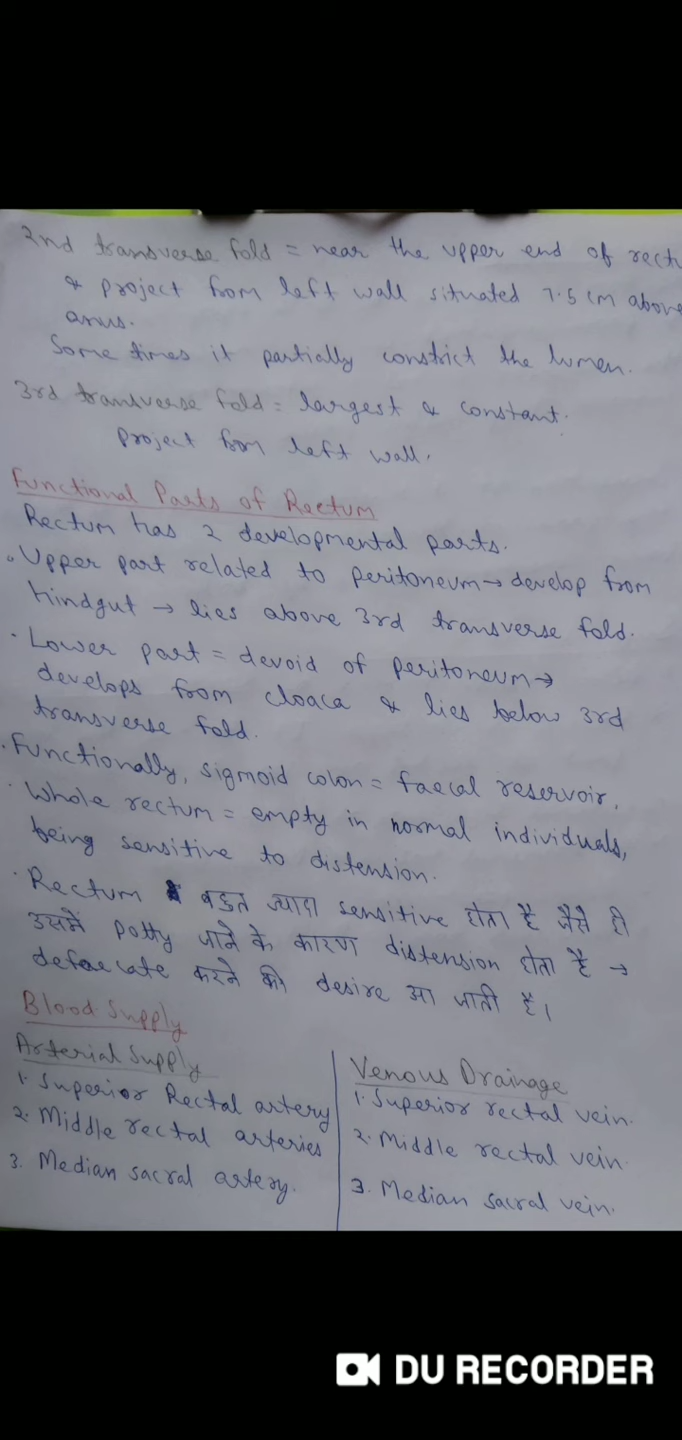 2nd transverse fold = near the upper end of rect
& project from left wall situated 7.5 cm above
anus.
Some times it partially constrict the lumen.
3rd transverse fold = largest & constant.
project from left wall.
Functional Parts of Rectum
Rectum has 2 developmental parts.
• Upper part related to peritoneum → develop from
hindgut → lies above 3rd transverse fold.
• Lower part = devoid of peritoneum →
develops from cloaca & lies below 3rd
transverse fold.
• Functionally, sigmoid colon = faecal reservoir,
• Whole rectum = empty in normal individuals,
being sensitive to distension.
• Rectum बहुत ज्यादा sensitive होता है जैसे ही
उसमें potty जाने के कारण distension होता है →
defaecate करने की desire आ जाती है।
Blood Supply
Arterial Supply
1. Superior Rectal artery
2. Middle rectal arteries
3. Median sacral artery.
Venous Drainage
1. Superior rectal vein.
2. Middle rectal vein.
3. Median sacral vein.
DU RECORDER